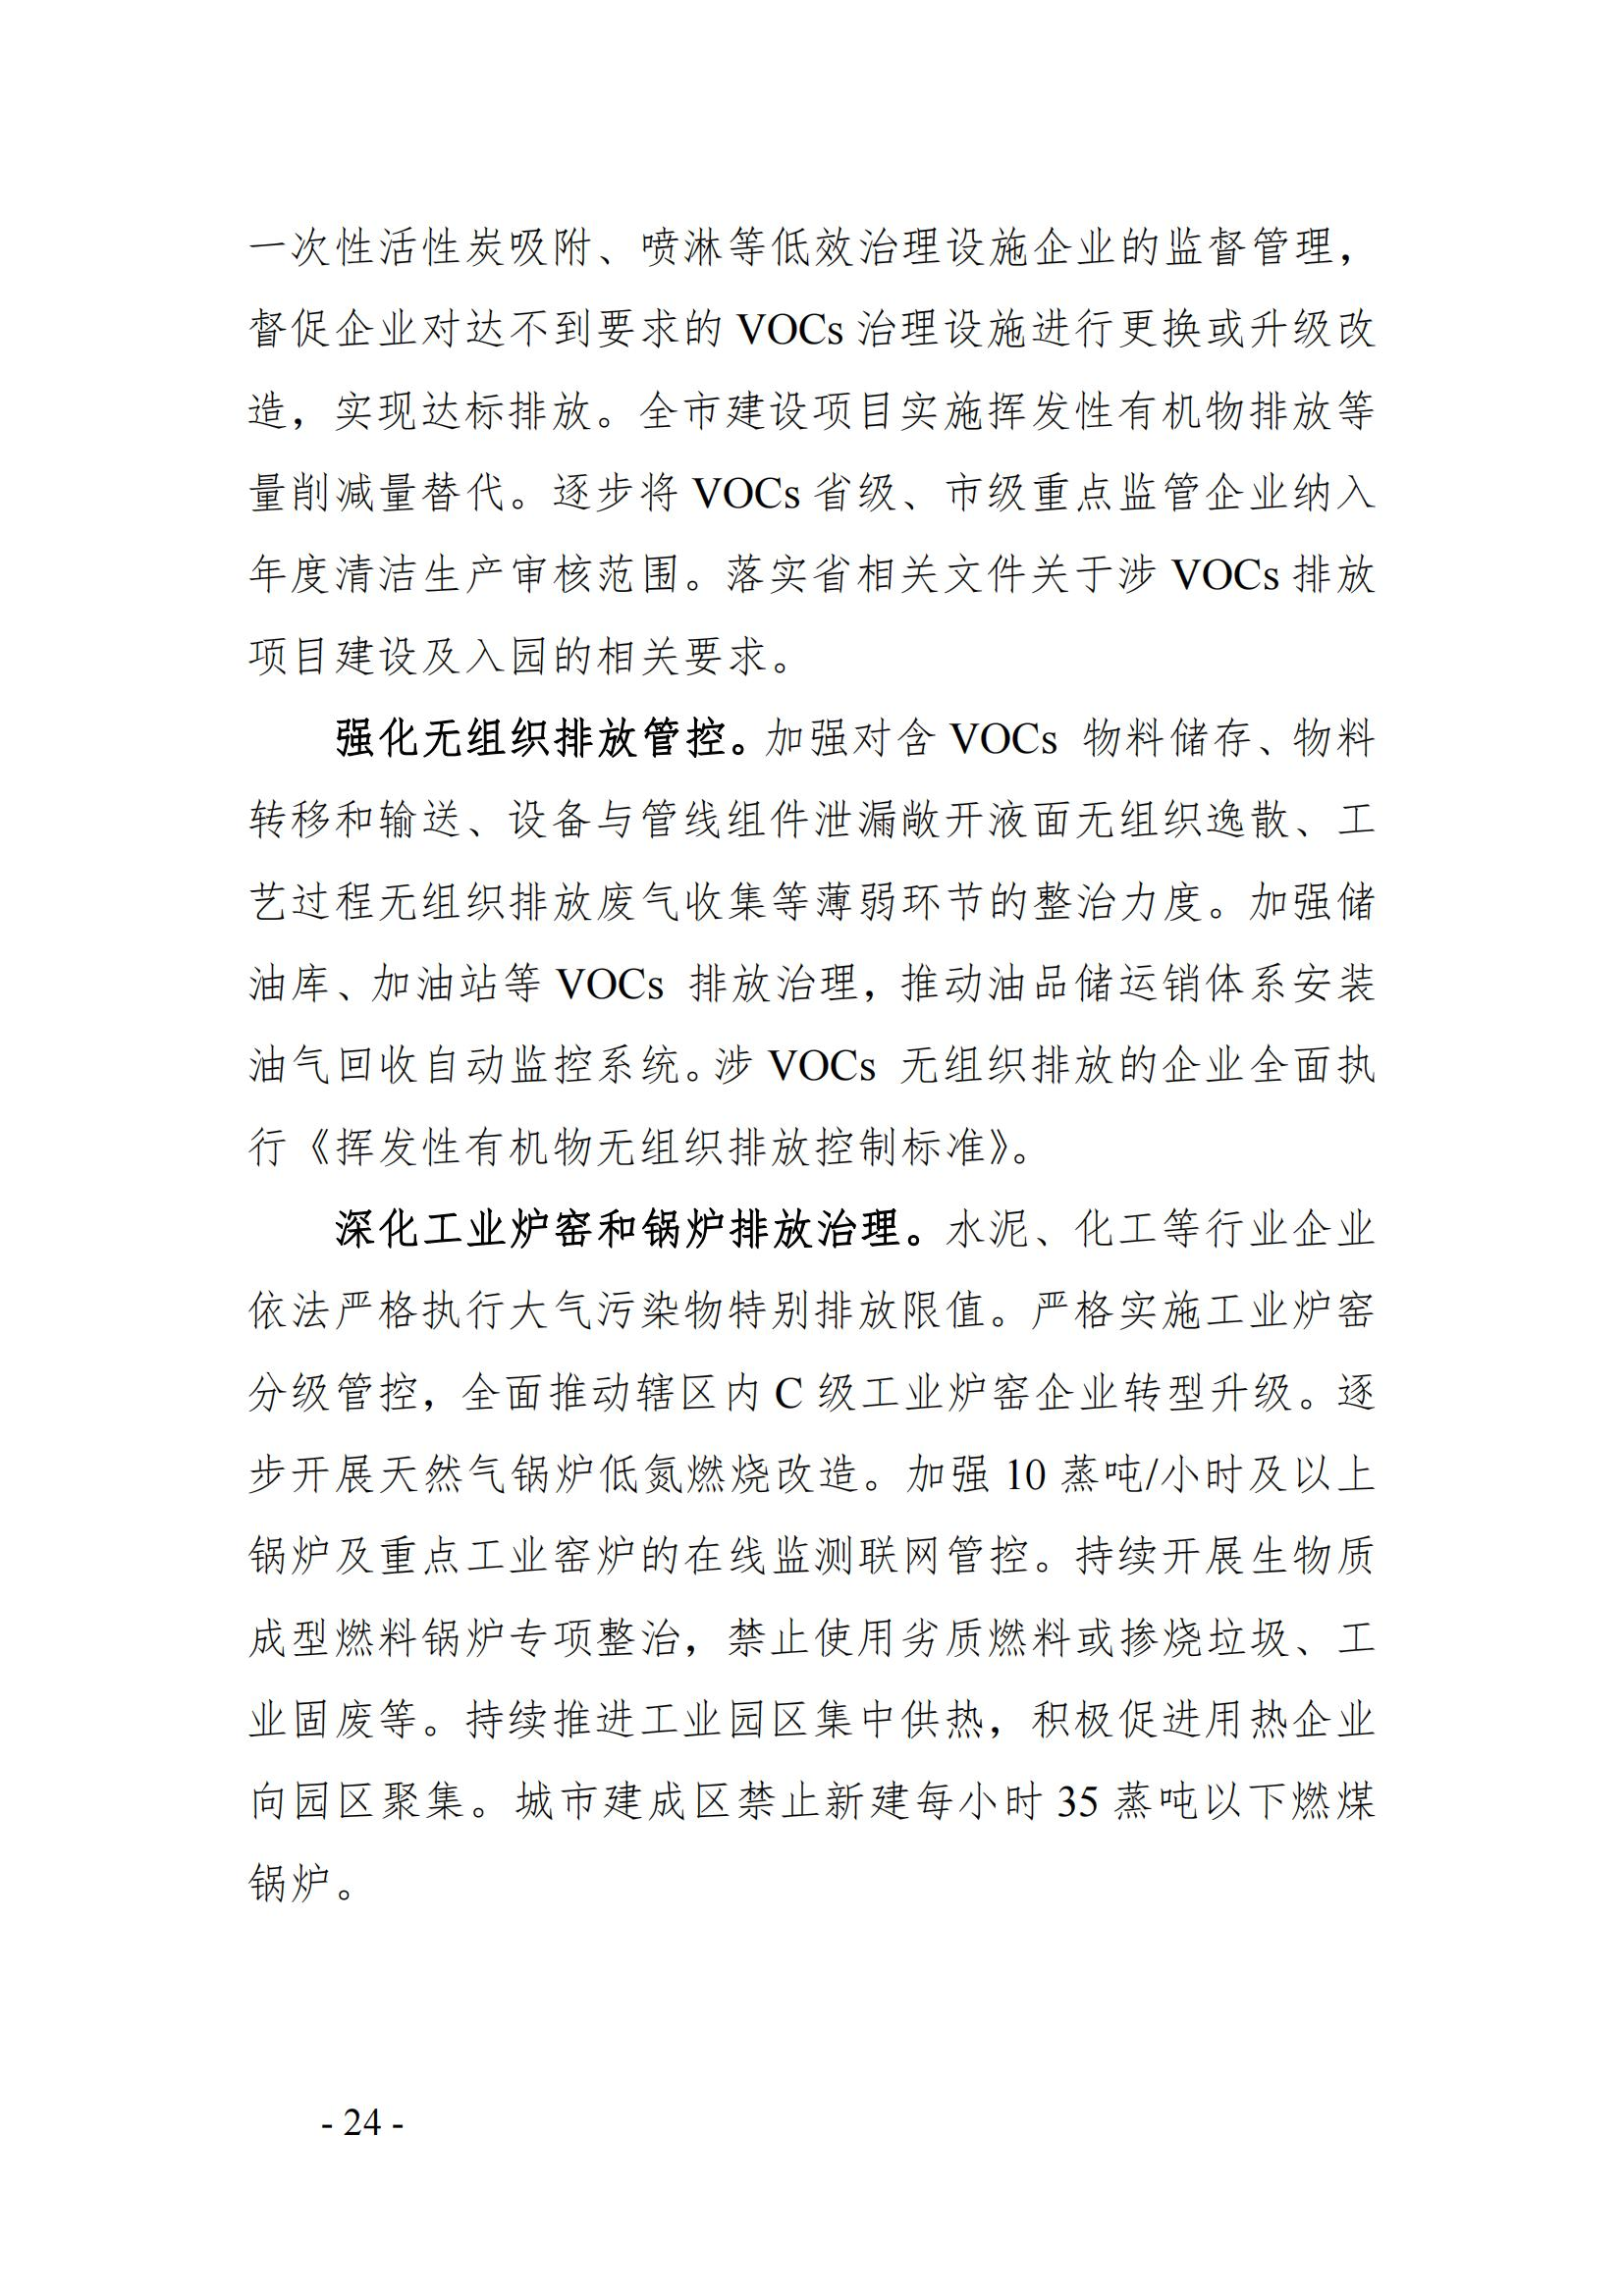 一次性活性炭吸附、喷淋等低效治理设施企业的监督管理，
督促企业对达不到要求的 VOCs 治理设施进行更换或升级改
造，实现达标排放。全市建设项目实施挥发性有机物排放等
量削减量替代。逐步将 VOCs 省级、市级重点监管企业纳入
年度清洁生产审核范围。落实省相关文件关于涉 VOCs 排放
项目建设及入园的相关要求。
强化无组织排放管控。加强对含 VOCs 物料储存、物料
转移和输送、设备与管线组件泄漏敞开液面无组织逸散、工
艺过程无组织排放废气收集等薄弱环节的整治力度。加强储
油库、加油站等 VOCs 排放治理，推动油品储运销体系安装
油气回收自动监控系统。涉 VOCs 无组织排放的企业全面执
行《挥发性有机物无组织排放控制标准》。
深化工业炉窑和锅炉排放治理。水泥、化工等行业企业
依法严格执行大气污染物特别排放限值。严格实施工业炉窑
分级管控，全面推动辖区内 C 级工业炉窑企业转型升级。逐
步开展天然气锅炉低氮燃烧改造。加强 10 蒸吨/小时及以上
锅炉及重点工业窑炉的在线监测联网管控。持续开展生物质
成型燃料锅炉专项整治，禁止使用劣质燃料或掺烧垃圾、工
业固废等。持续推进工业园区集中供热，积极促进用热企业
向园区聚集。城市建成区禁止新建每小时 35 蒸吨以下燃煤
锅炉。
- 24 -